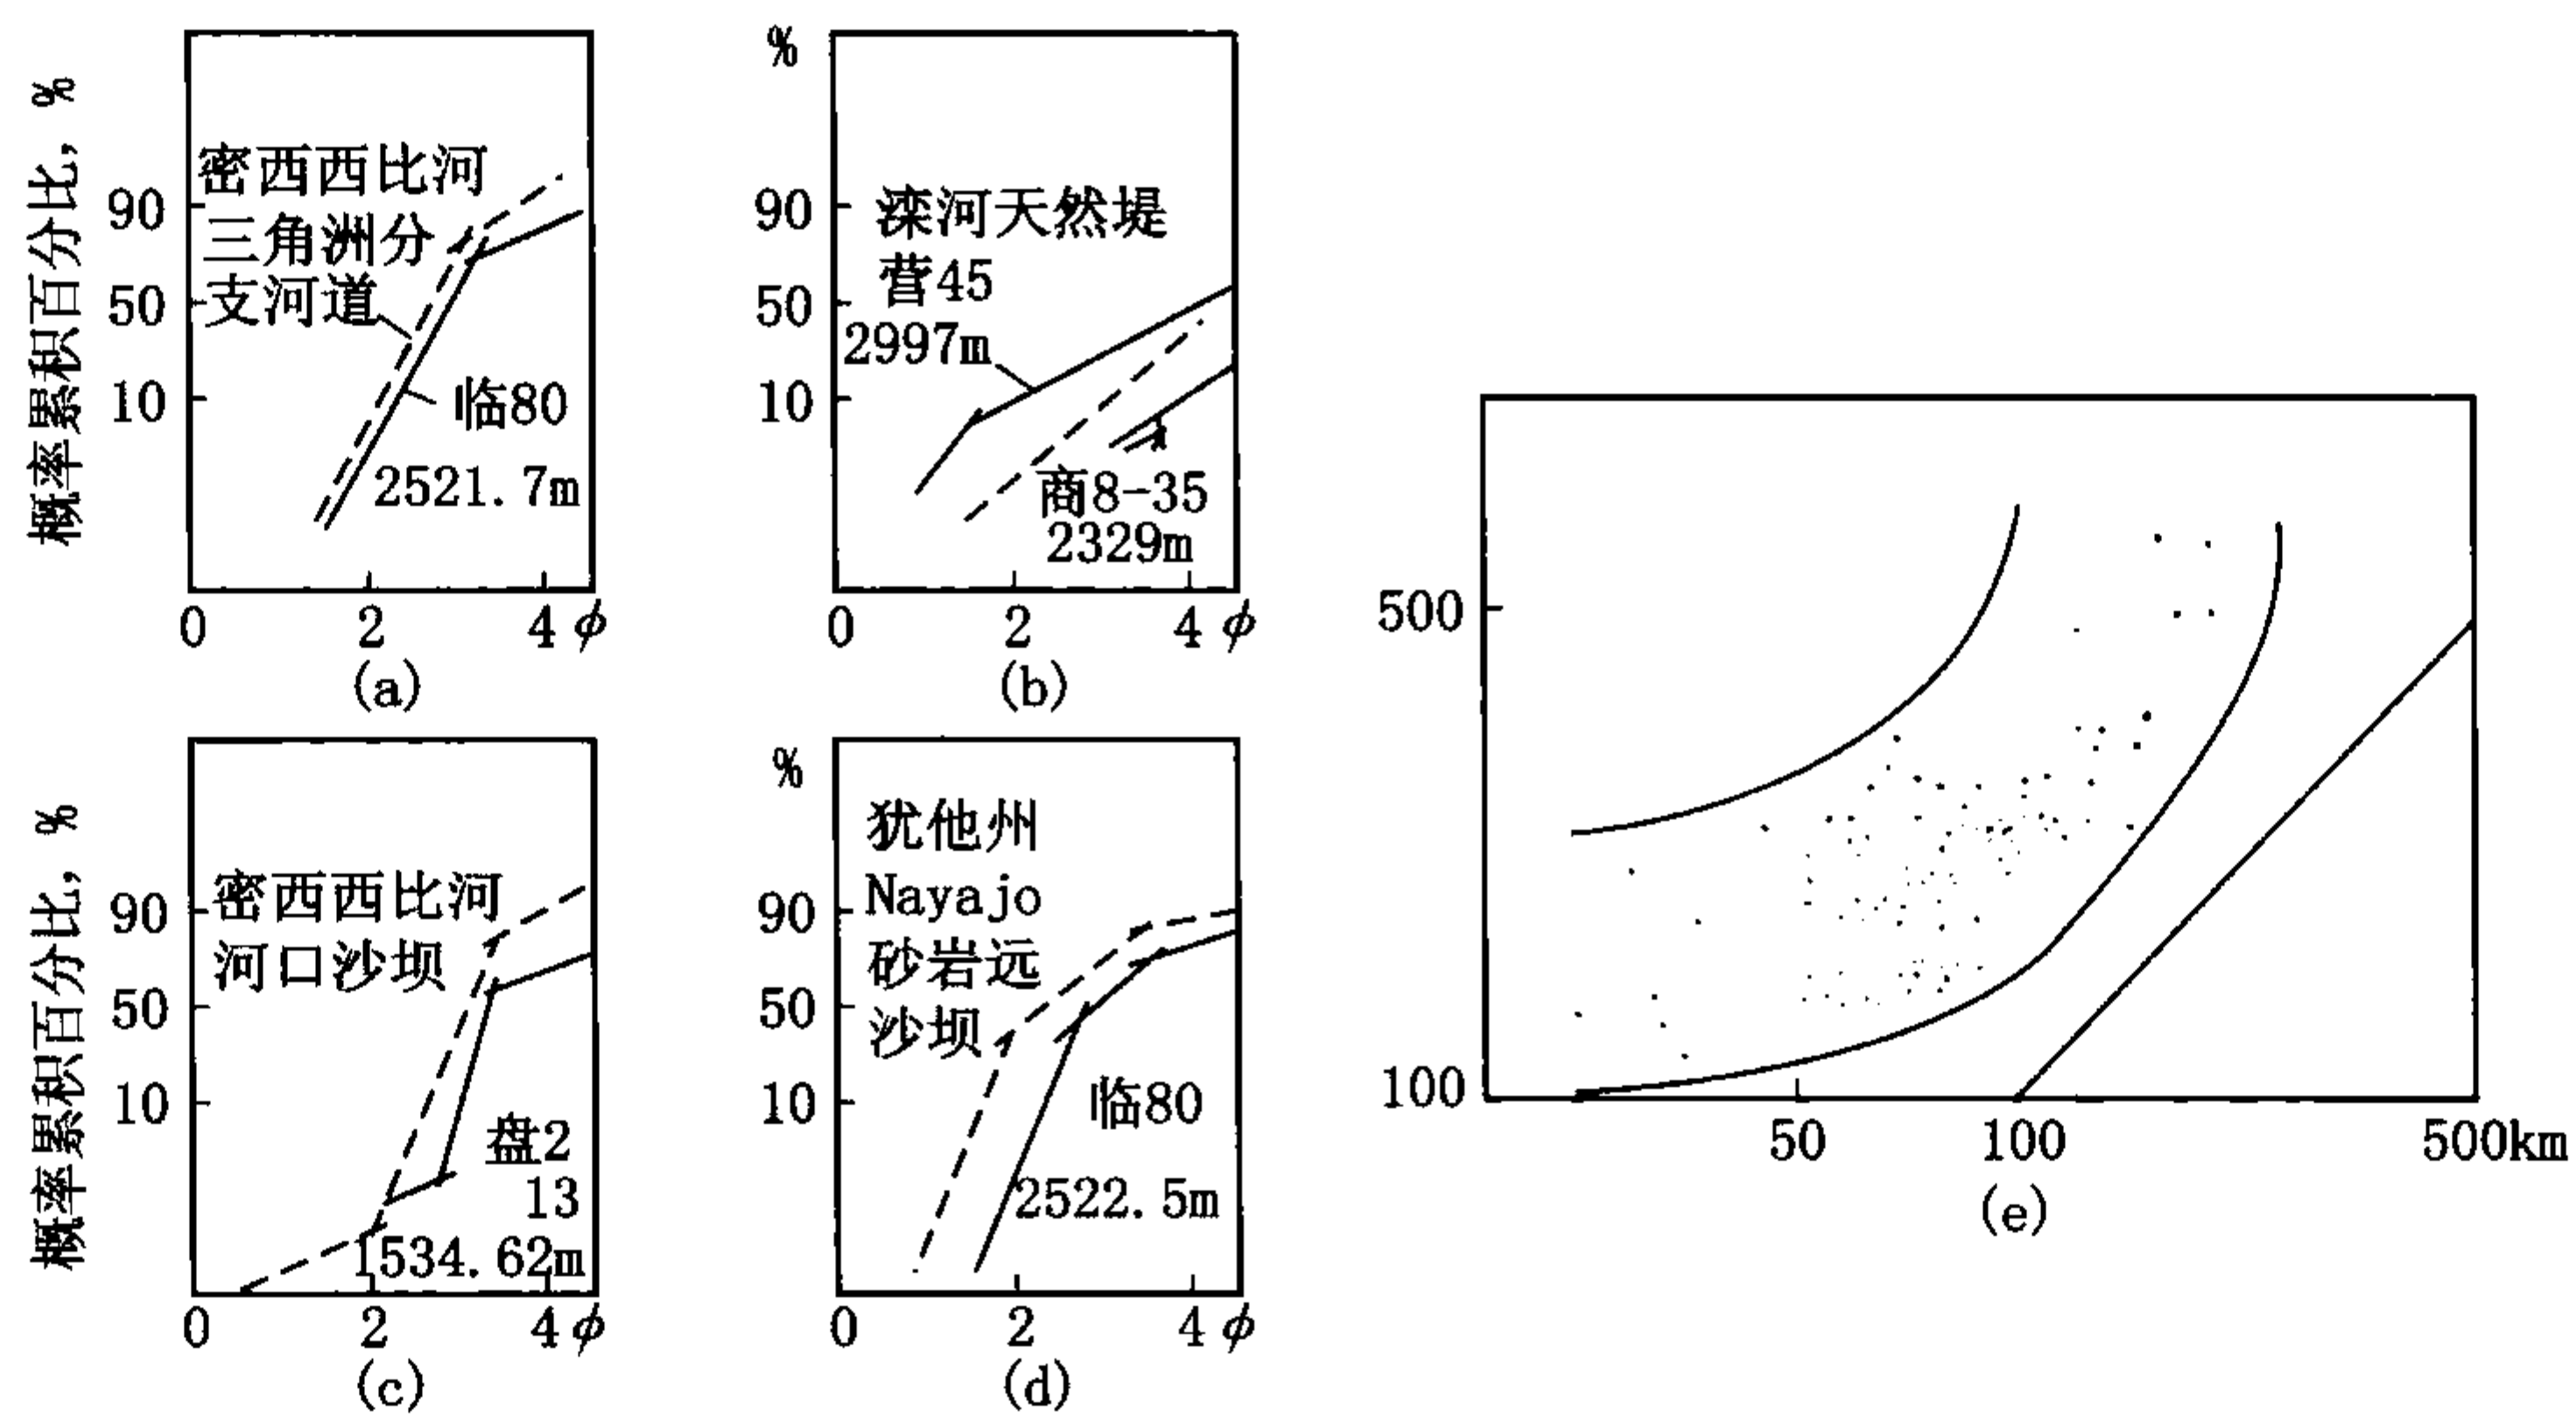 概率累积百分比, %
90
50
10
密西西比河
三角洲分
支河道
临80
2521.7m
0 2 4 φ
(a)
%
90
50
10
滦河天然堤
营45
2997m
商8-35
2329m
0 2 4 φ
(b)
概率累积百分比, %
90
50
10
密西西比河
河口沙坝
盘2
13
1534.62m
0 2 4 φ
(c)
%
90
50
10
犹他州
Nayajo
砂岩远
沙坝
临80
2522.5m
0 2 4 φ
(d)
500
100
50 100 500km
(e)